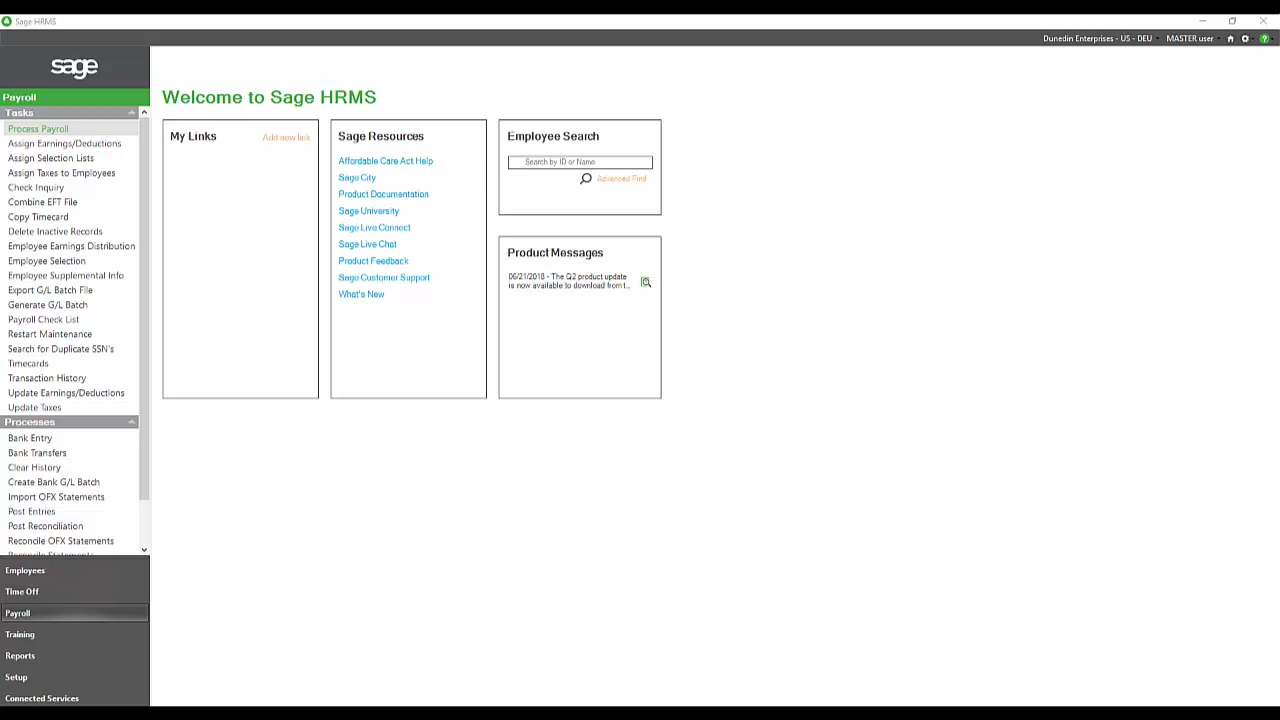 Sage HRMS
Dunedin Enterprises - US - DEU
MASTER user
sage
Payroll
Tasks
Process Payroll
Assign Earnings/Deductions
Assign Selection Lists
Assign Taxes to Employees
Check Inquiry
Combine EFT File
Copy Timecard
Delete Inactive Records
Employee Earnings Distribution
Employee Selection
Employee Supplemental Info
Export G/L Batch File
Generate G/L Batch
Payroll Check List
Restart Maintenance
Search for Duplicate SSN's
Timecards
Transaction History
Update Earnings/Deductions
Update Taxes
Processes
Bank Entry
Bank Transfers
Clear History
Create Bank G/L Batch
Import OFX Statements
Post Entries
Post Reconciliation
Reconcile OFX Statements
Reconcile Statements
Employees
Time Off
Payroll
Training
Reports
Setup
Connected Services
Welcome to Sage HRMS
My Links
Add new link
Sage Resources
Affordable Care Act Help
Sage City
Product Documentation
Sage University
Sage Live Connect
Sage Live Chat
Product Feedback
Sage Customer Support
What's New
Employee Search
Search by ID or Name
Advanced Find
Product Messages
06/21/2018 - The Q2 product update
is now available to download from t...